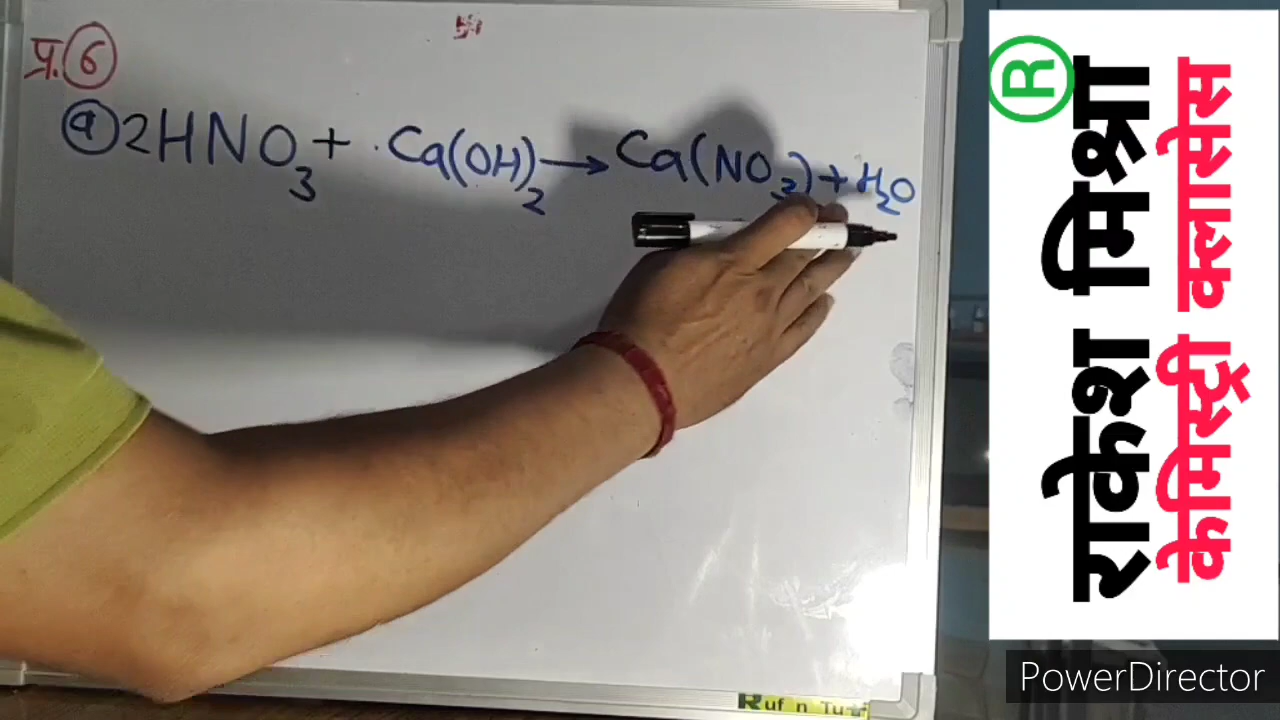 प्र. 6
a 2HNO3 + Ca(OH)2 → Ca(NO3) + H2O
R
राकेश मिश्रा
केमिस्ट्री क्लासेस
PowerDirector